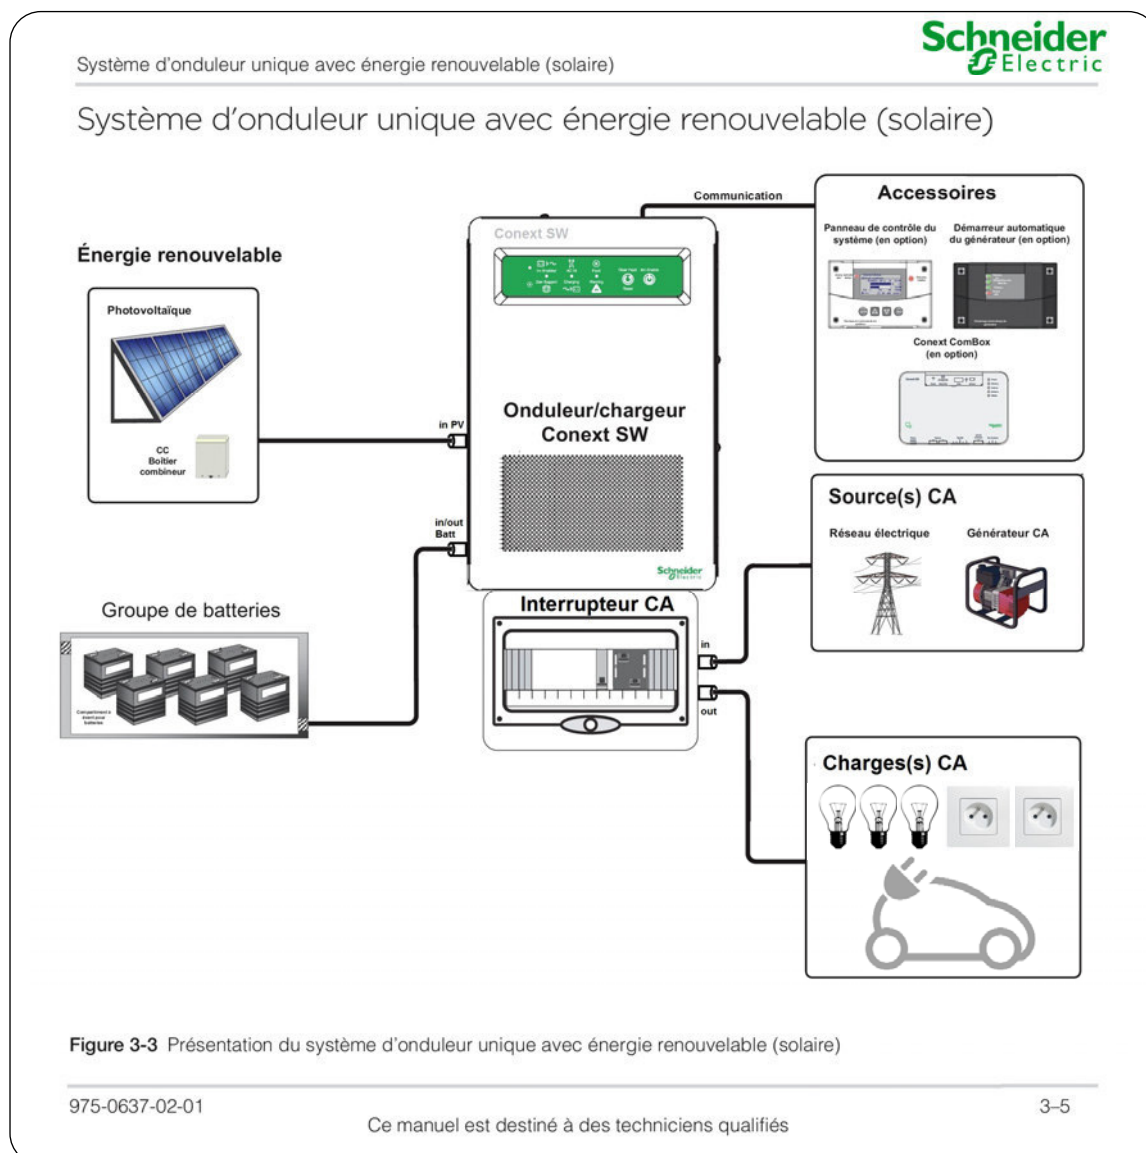 Système d'onduleur unique avec énergie renouvelable (solaire)
Schneider
Electric
Système d'onduleur unique avec énergie renouvelable (solaire)
Communication
Accessoires
Panneau de contrôle du
système (en option)
Démarreur automatique
du générateur (en option)
Conext ComBox
(en option)
Conext SW
Énergie renouvelable
Photovoltaïque
CC
Boîtier
combineur
in PV
in/out
Batt
Onduleur/chargeur
Conext SW
Schneider
Electric
Source(s) CA
Réseau électrique
Générateur CA
Interrupteur CA
in
out
Groupe de batteries
batteries
Charges(s) CA
Figure 3-3 Présentation du système d'onduleur unique avec énergie renouvelable (solaire)
975-0637-02-01
3–5
Ce manuel est destiné à des techniciens qualifiés